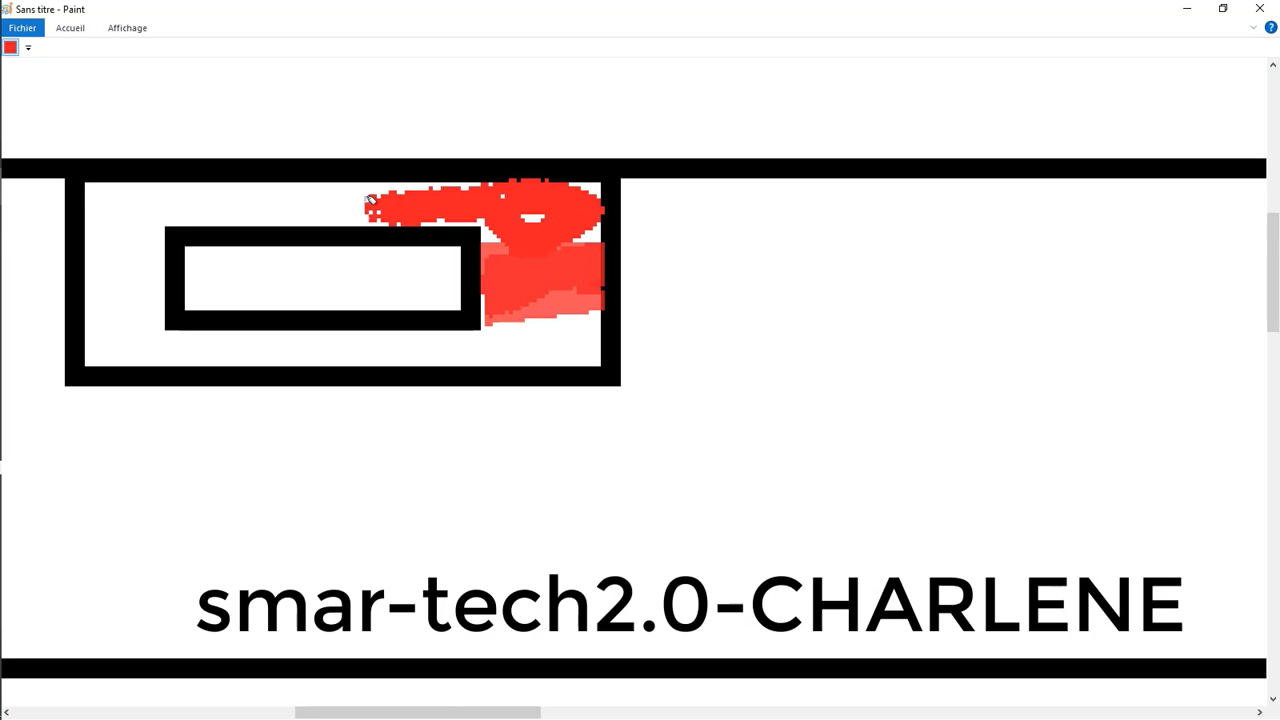 Sans titre - Paint
Fichier Accueil Affichage
smar-tech2.0-CHARLENE